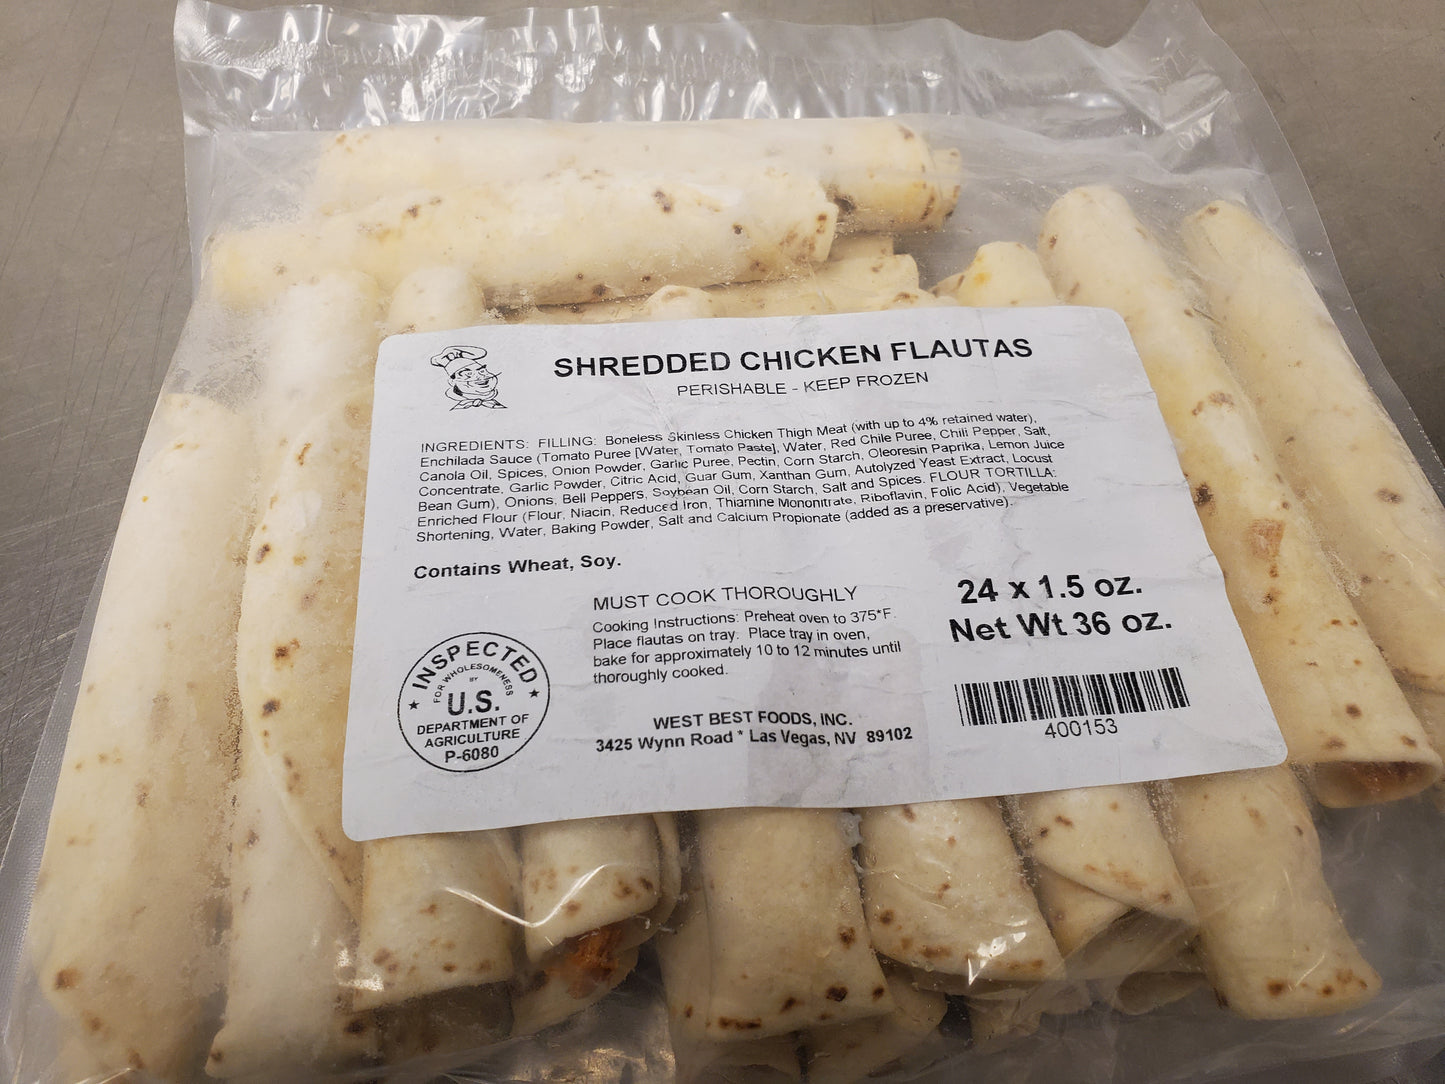 SHREDDED CHICKEN FLAUTAS
PERISHABLE - KEEP FROZEN
INGREDIENTS: FILLING: Boneless Skinless Chicken Thigh Meat (with up to 4% retained water),
Enchilada Sauce (Tomato Puree [Water, Tomato Paste], Water, Red Chile Puree, Chili Pepper, Salt,
Canola Oil, Spices, Onion Powder, Garlic Puree, Pectin, Corn Starch, Oleoresin Paprika, Lemon Juice
Concentrate, Garlic Powder, Citric Acid, Guar Gum, Xanthan Gum, Autolyzed Yeast Extract, Locust
Bean Gum), Onions, Bell Peppers, Soybean Oil, Corn Starch, Salt and Spices. FLOUR TORTILLA:
Enriched Flour (Flour, Niacin, Reduced Iron, Thiamine Mononitrate, Riboflavin, Folic Acid), Vegetable
Shortening, Water, Baking Powder, Salt and Calcium Propionate (added as a preservative).
Contains Wheat, Soy.
MUST COOK THOROUGHLY
Cooking Instructions: Preheat oven to 375*F.
Place flautas on tray. Place tray in oven,
bake for approximately 10 to 12 minutes until
thoroughly cooked.
24 x 1.5 oz.
Net Wt 36 oz.
INSPECTED
FOR WHOLESOMENESS
BY
U.S.
DEPARTMENT OF
AGRICULTURE
P-6080
WEST BEST FOODS, INC.
3425 Wynn Road * Las Vegas, NV 89102
400153